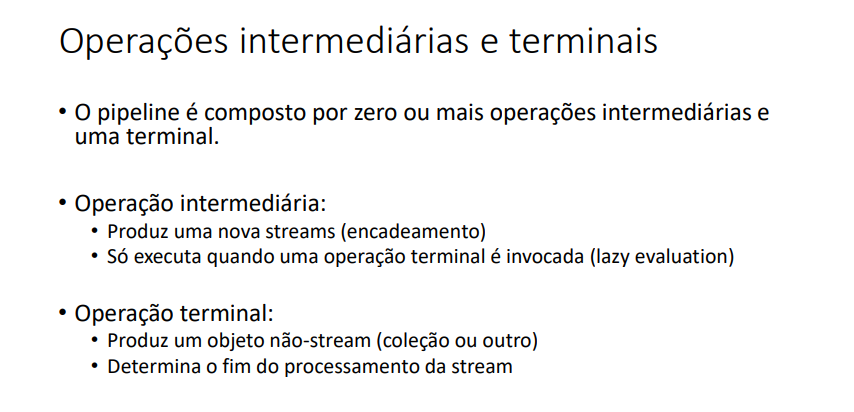 Operações intermediárias e terminais
• O pipeline é composto por zero ou mais operações intermediárias e
uma terminal.
• Operação intermediária:
• Produz uma nova streams (encadeamento)
• Só executa quando uma operação terminal é invocada (lazy evaluation)
• Operação terminal:
• Produz um objeto não-stream (coleção ou outro)
• Determina o fim do processamento da stream